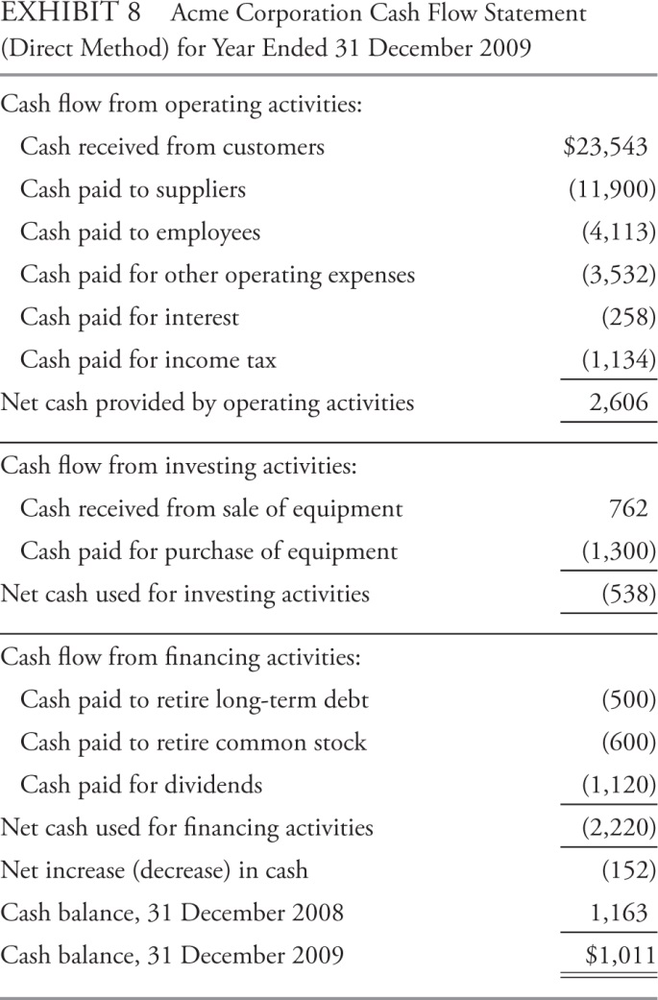 EXHIBIT 8 Acme Corporation Cash Flow Statement
(Direct Method) for Year Ended 31 December 2009
Cash flow from operating activities:
Cash received from customers $23,543
Cash paid to suppliers (11,900)
Cash paid to employees (4,113)
Cash paid for other operating expenses (3,532)
Cash paid for interest (258)
Cash paid for income tax (1,134)
Net cash provided by operating activities 2,606
Cash flow from investing activities:
Cash received from sale of equipment 762
Cash paid for purchase of equipment (1,300)
Net cash used for investing activities (538)
Cash flow from financing activities:
Cash paid to retire long-term debt (500)
Cash paid to retire common stock (600)
Cash paid for dividends (1,120)
Net cash used for financing activities (2,220)
Net increase (decrease) in cash (152)
Cash balance, 31 December 2008 1,163
Cash balance, 31 December 2009 $1,011